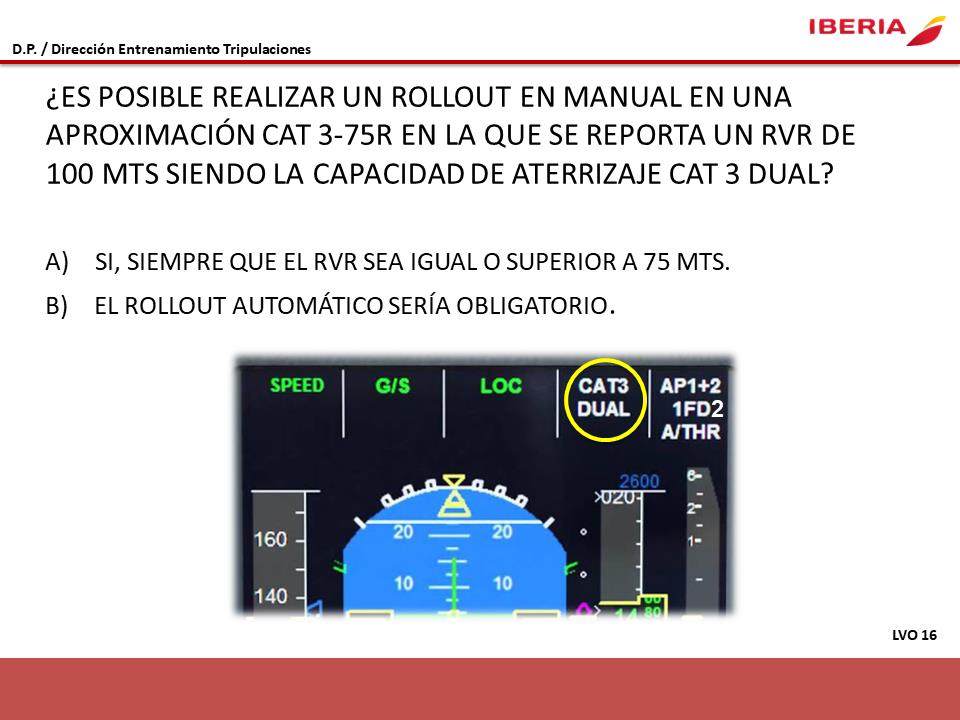 IBERIA
D.P. / Dirección Entrenamiento Tripulaciones
¿ES POSIBLE REALIZAR UN ROLLOUT EN MANUAL EN UNA
APROXIMACIÓN CAT 3-75R EN LA QUE SE REPORTA UN RVR DE
100 MTS SIENDO LA CAPACIDAD DE ATERRIZAJE CAT 3 DUAL?
A) SI, SIEMPRE QUE EL RVR SEA IGUAL O SUPERIOR A 75 MTS.
B) EL ROLLOUT AUTOMÁTICO SERÍA OBLIGATORIO.
SPEED G/S LOC CAT3 AP1+2
DUAL 1FD2
A/THR
2600
020
6
2
1
160
140
20 20
10 10
14
80
LVO 16